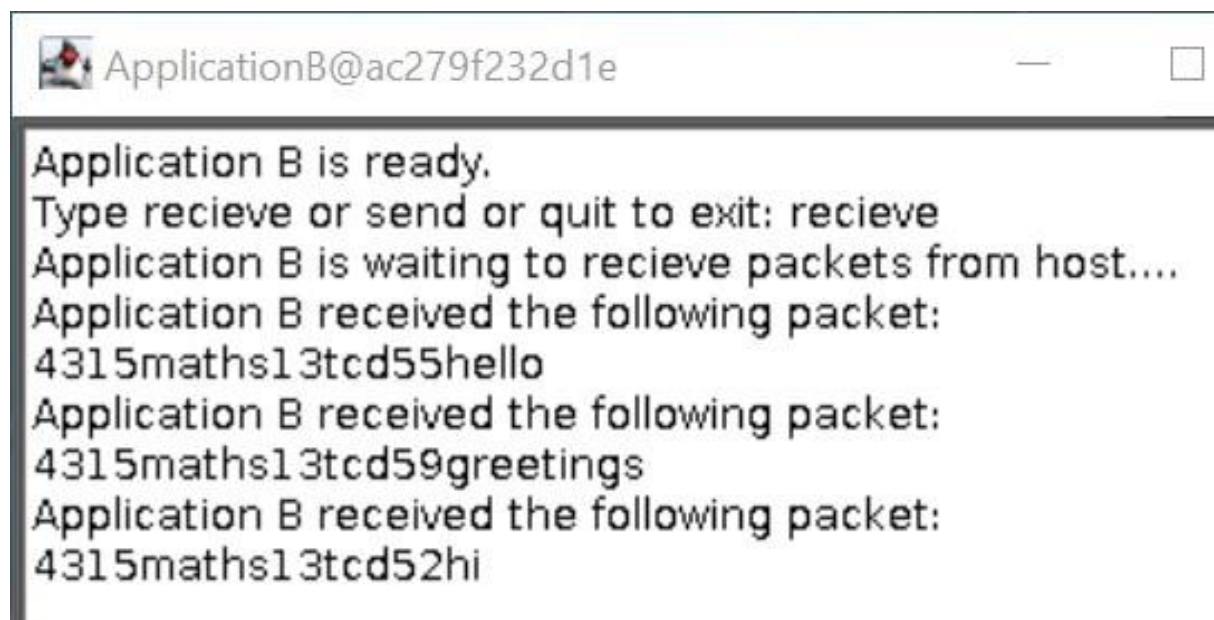 ApplicationB@ac279f232d1e
Application B is ready.
Type recieve or send or quit to exit: recieve
Application B is waiting to recieve packets from host....
Application B received the following packet:
4315maths13tcd55hello
Application B received the following packet:
4315maths13tcd59greetings
Application B received the following packet:
4315maths13tcd52hi